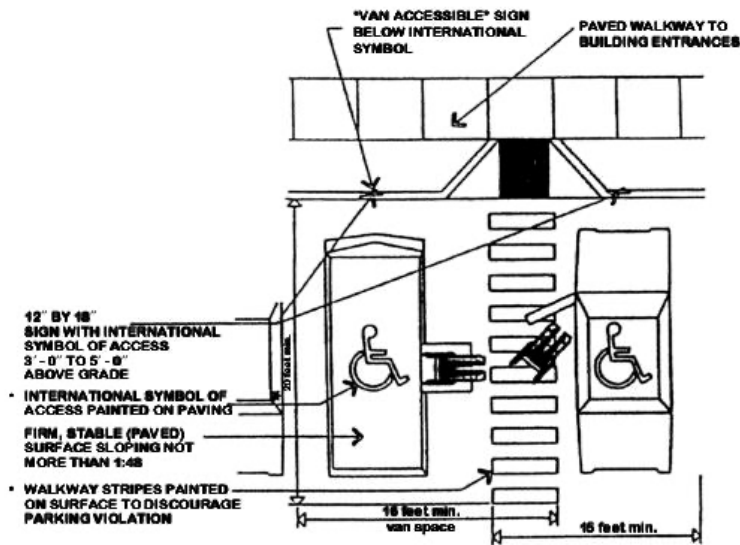 "VAN ACCESSIBLE" SIGN
BELOW INTERNATIONAL
SYMBOL
PAVED WALKWAY TO
BUILDING ENTRANCES
12" BY 18"
SIGN WITH INTERNATIONAL
SYMBOL OF ACCESS
3'-0" TO 5'-0"
ABOVE GRADE
20 feet min.
• INTERNATIONAL SYMBOL OF
ACCESS PAINTED ON PAVING
FIRM, STABLE (PAVED)
SURFACE SLOPING NOT
MORE THAN 1:48
• WALKWAY STRIPES PAINTED
ON SURFACE TO DISCOURAGE
PARKING VIOLATION
16 feet min.
van space
16 feet min.